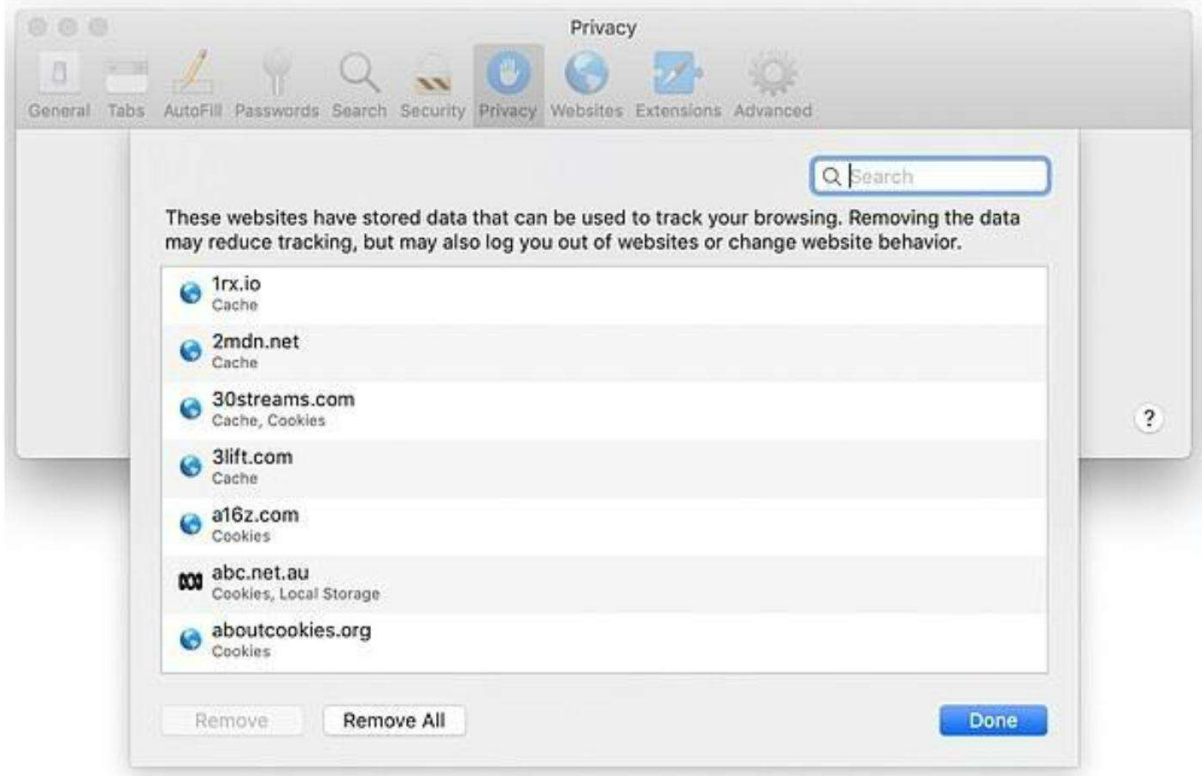 Privacy
General Tabs AutoFill Passwords Search Security Privacy Websites Extensions Advanced
Search
These websites have stored data that can be used to track your browsing. Removing the data
may reduce tracking, but may also log you out of websites or change website behavior.
1rx.io
Cache
2mdn.net
Cache
30streams.com
Cache, Cookies
3lift.com
Cache
a16z.com
Cookies
abc.net.au
Cookies, Local Storage
aboutcookies.org
Cookies
?
Remove Remove All Done